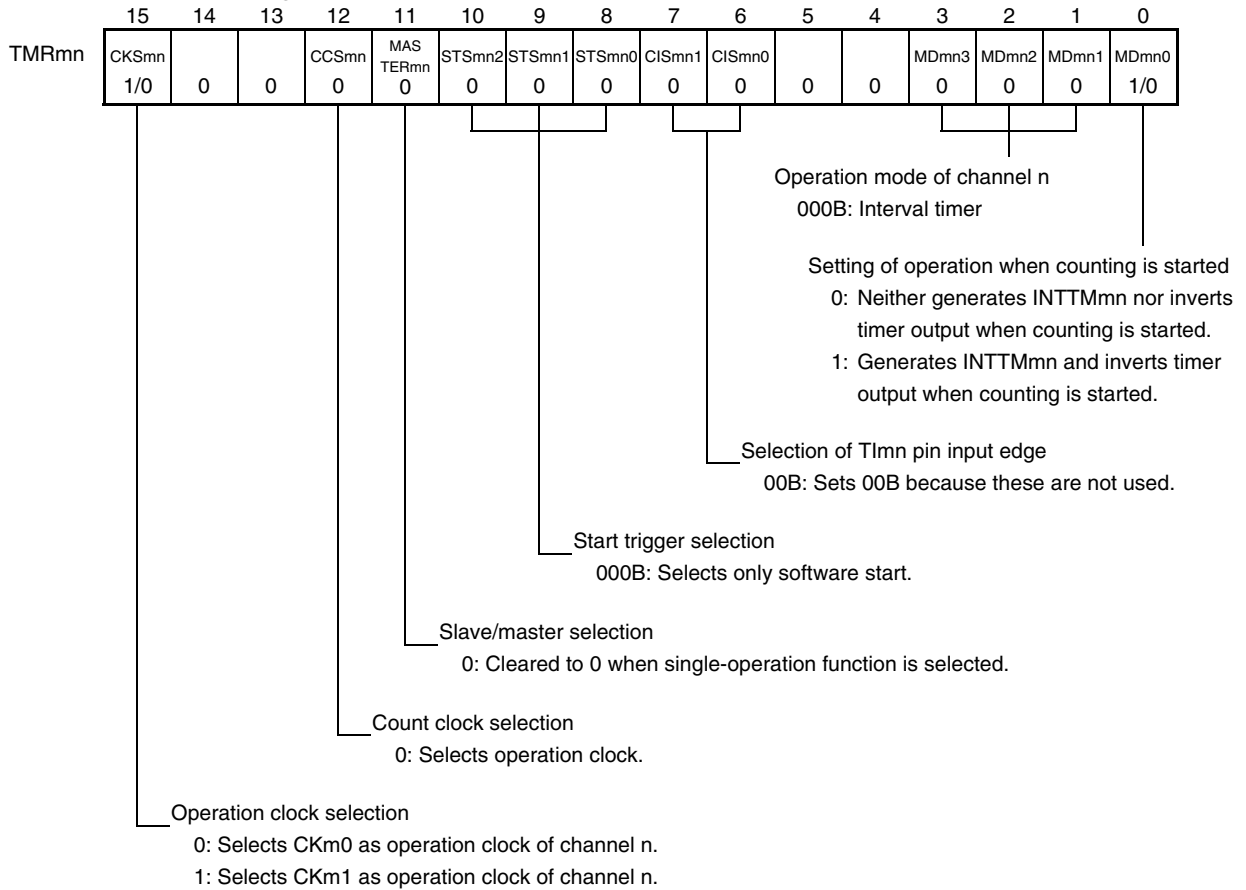 15 14 13 12 11 10 9 8 7 6 5 4 3 2 1 0
TMRmn CKSmn CCSmn MAS TERmn STSmn2 STSmn1 STSmn0 CISmn1 CISmn0 MDmn3 MDmn2 MDmn1 MDmn0
1/0 0 0 0 0 0 0 0 0 0 0 0 0 0 0 1/0
Operation mode of channel n
000B: Interval timer
Setting of operation when counting is started
0: Neither generates INTTMmn nor inverts
timer output when counting is started.
1: Generates INTTMmn and inverts timer
output when counting is started.
Selection of TImn pin input edge
00B: Sets 00B because these are not used.
Start trigger selection
000B: Selects only software start.
Slave/master selection
0: Cleared to 0 when single-operation function is selected.
Count clock selection
0: Selects operation clock.
Operation clock selection
0: Selects CKm0 as operation clock of channel n.
1: Selects CKm1 as operation clock of channel n.